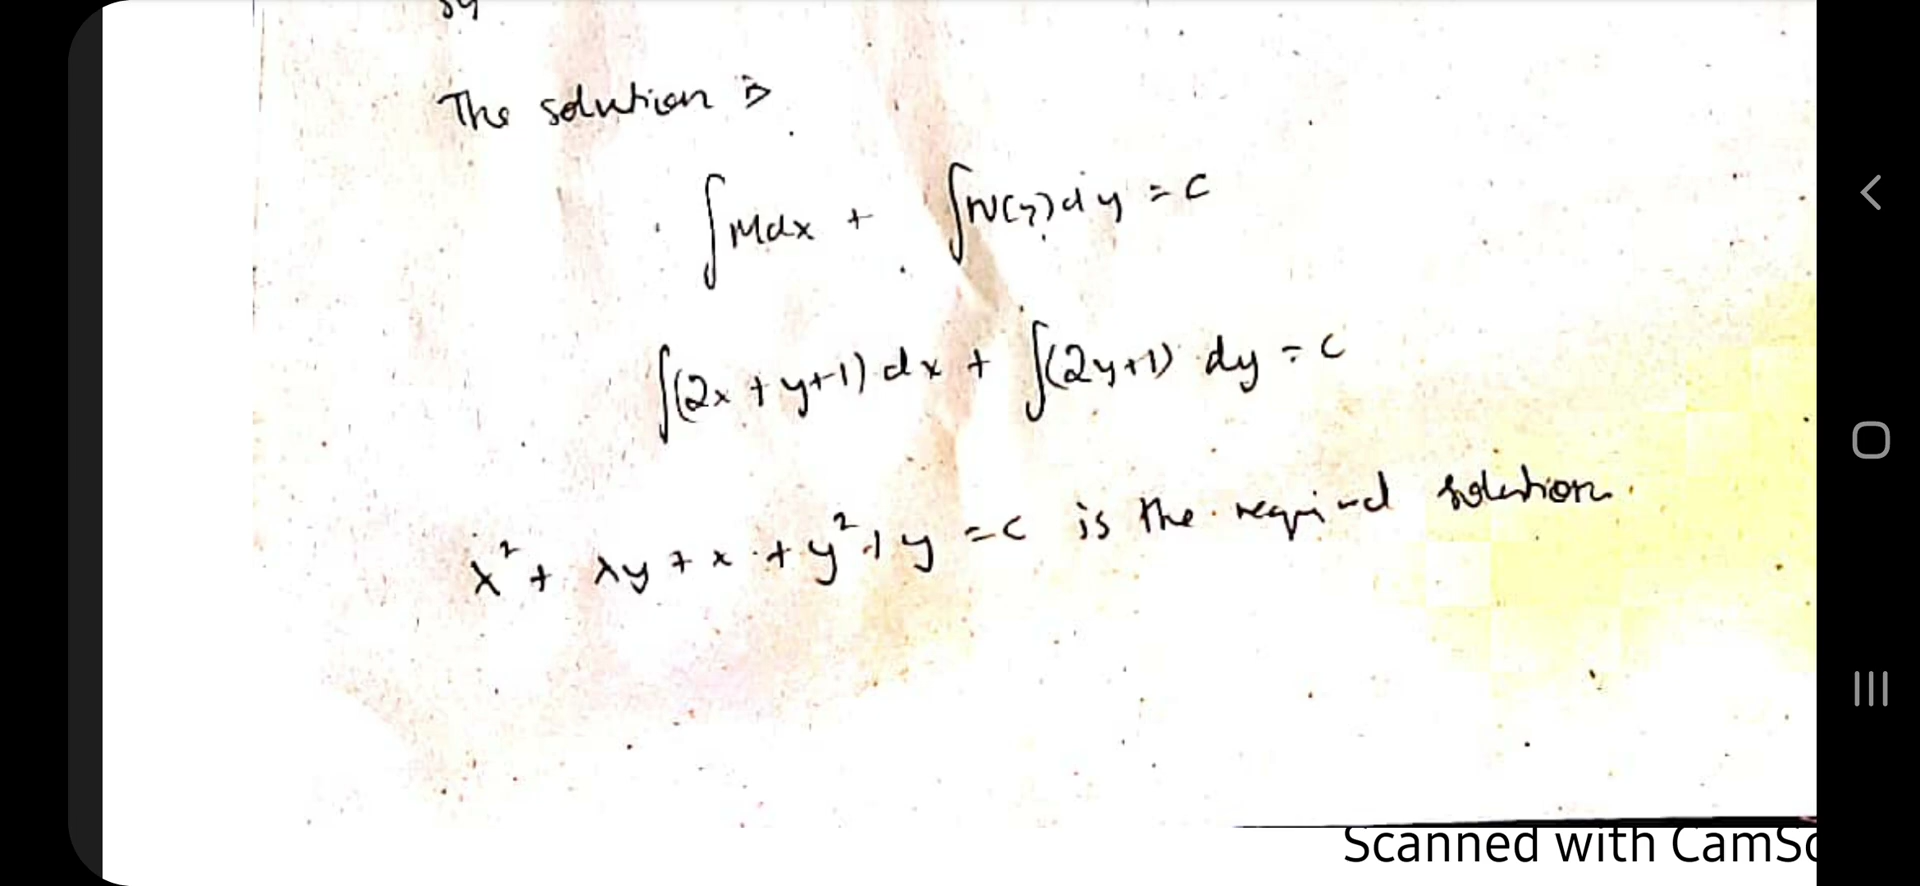 The solution is
∫Mdx + ∫N(y)dy = c
∫(2x + y+1) dx + ∫(2y+1) dy = c
x² + xy + x + y² + y = c is the required solution.
Scanned with CamSc